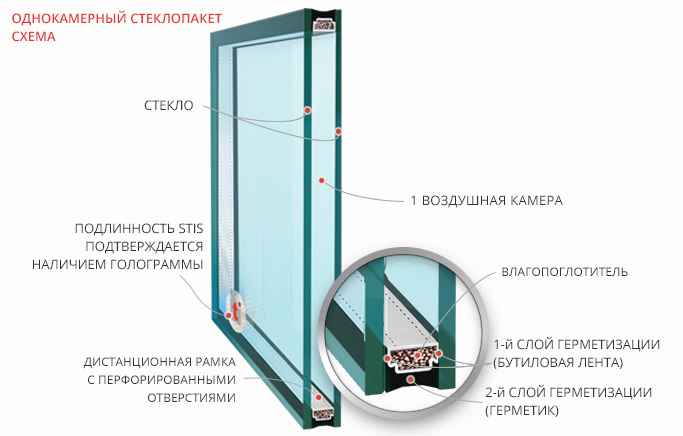 ОДНОКАМЕРНЫЙ СТЕКЛОПАКЕТ
СХЕМА
СТЕКЛО
1 ВОЗДУШНАЯ КАМЕРА
ПОДЛИННОСТЬ STIS
ПОДТВЕРЖДАЕТСЯ
НАЛИЧИЕМ ГОЛОГРАММЫ
ВЛАГОПОГЛОТИТЕЛЬ
1-й СЛОЙ ГЕРМЕТИЗАЦИИ
(БУТИЛОВАЯ ЛЕНТА)
2-й СЛОЙ ГЕРМЕТИЗАЦИИ
(ГЕРМЕТИК)
ДИСТАНЦИОННАЯ РАМКА
С ПЕРФОРИРОВАННЫМИ
ОТВЕРСТИЯМИ